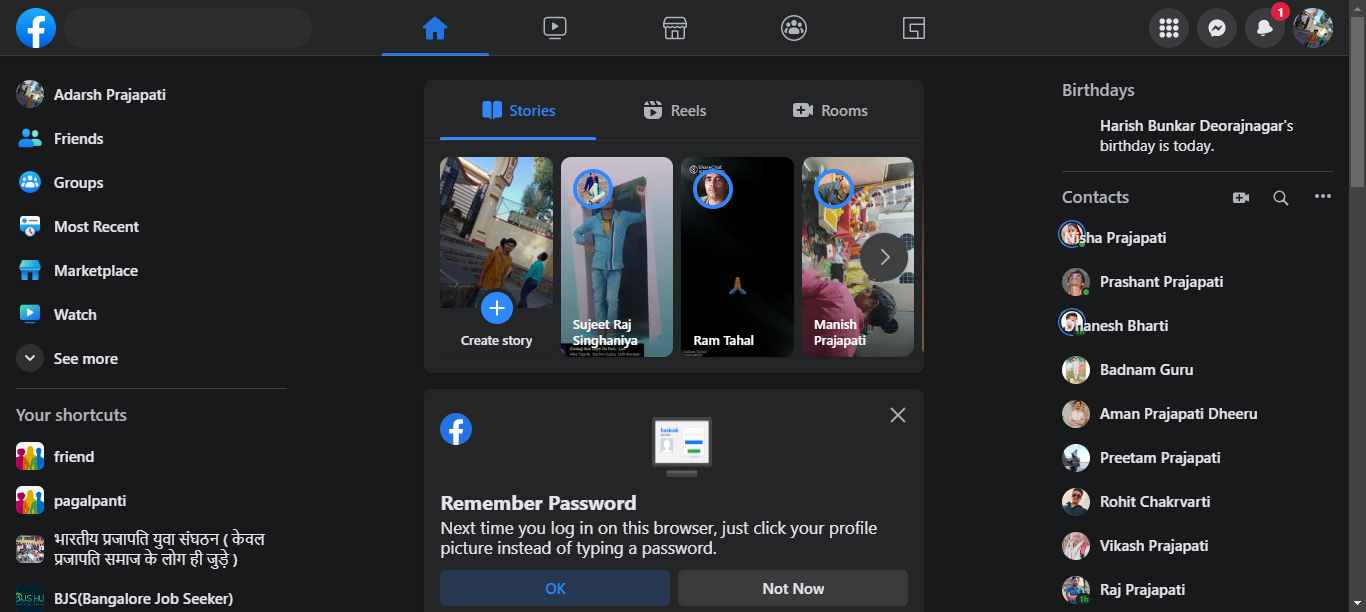 1
Adarsh Prajapati
Friends
Groups
Most Recent
Marketplace
Watch
See more
Your shortcuts
friend
pagalpanti
भारतीय प्रजापति युवा संघठन ( केवल
प्रजापति समाज के लोग ही जुड़े )
BJS(Bangalore Job Seeker)
Stories
Reels
Rooms
Create story
Sujeet Raj
Singhaniya
ShareChat
Ram Tahal
Manish
Prajapati
facebook
Remember Password
Next time you log in on this browser, just click your profile
picture instead of typing a password.
OK
Not Now
Birthdays
Harish Bunkar Deorajnagar's
birthday is today.
Contacts
Nisha Prajapati
Prashant Prajapati
Dhanesh Bharti
Badnam Guru
Aman Prajapati Dheeru
Preetam Prajapati
Rohit Chakrvarti
Vikash Prajapati
Raj Prajapati
1h